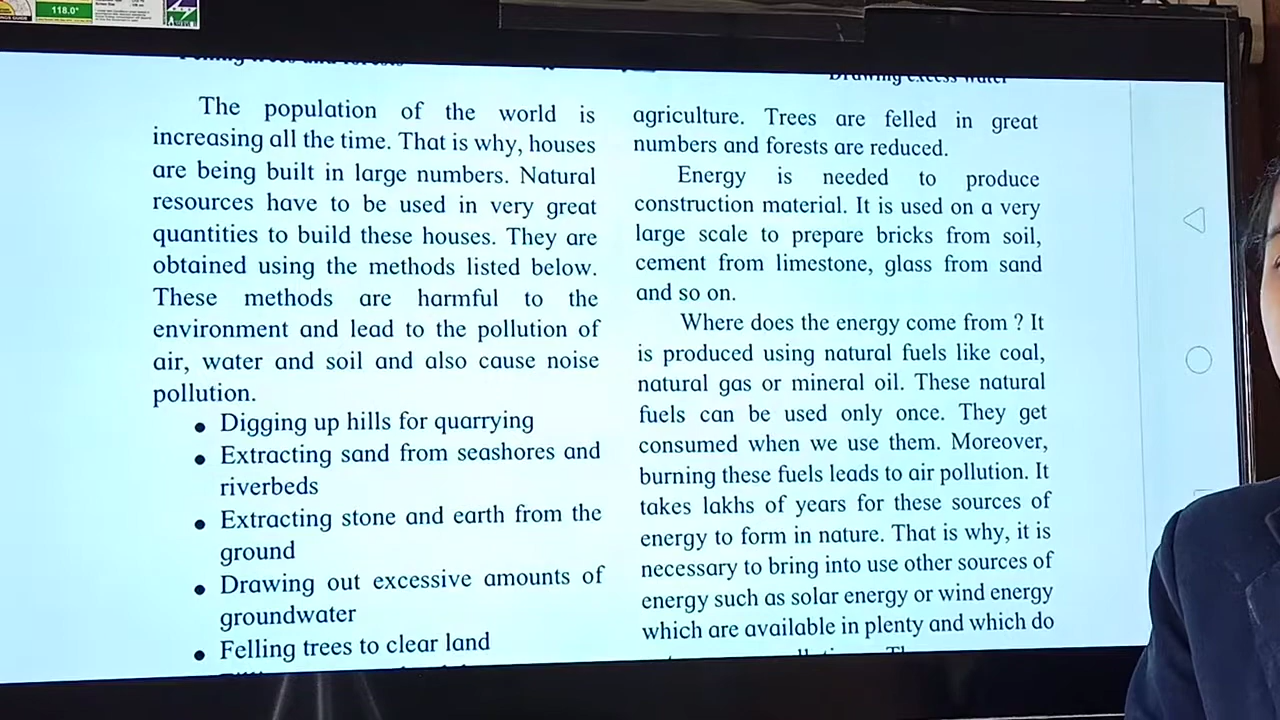 118.0*
Felling trees and forests
The population of the world is
increasing all the time. That is why, houses
are being built in large numbers. Natural
resources have to be used in very great
quantities to build these houses. They are
obtained using the methods listed below.
These methods are harmful to the
environment and lead to the pollution of
air, water and soil and also cause noise
pollution.
● Digging up hills for quarrying
● Extracting sand from seashores and
riverbeds
● Extracting stone and earth from the
ground
● Drawing out excessive amounts of
groundwater
● Felling trees to clear land
Drawing excess water
agriculture. Trees are felled in great
numbers and forests are reduced.
Energy is needed to produce
construction material. It is used on a very
large scale to prepare bricks from soil,
cement from limestone, glass from sand
and so on.
Where does the energy come from ? It
is produced using natural fuels like coal,
natural gas or mineral oil. These natural
fuels can be used only once. They get
consumed when we use them. Moreover,
burning these fuels leads to air pollution. It
takes lakhs of years for these sources of
energy to form in nature. That is why, it is
necessary to bring into use other sources of
energy such as solar energy or wind energy
which are available in plenty and which do